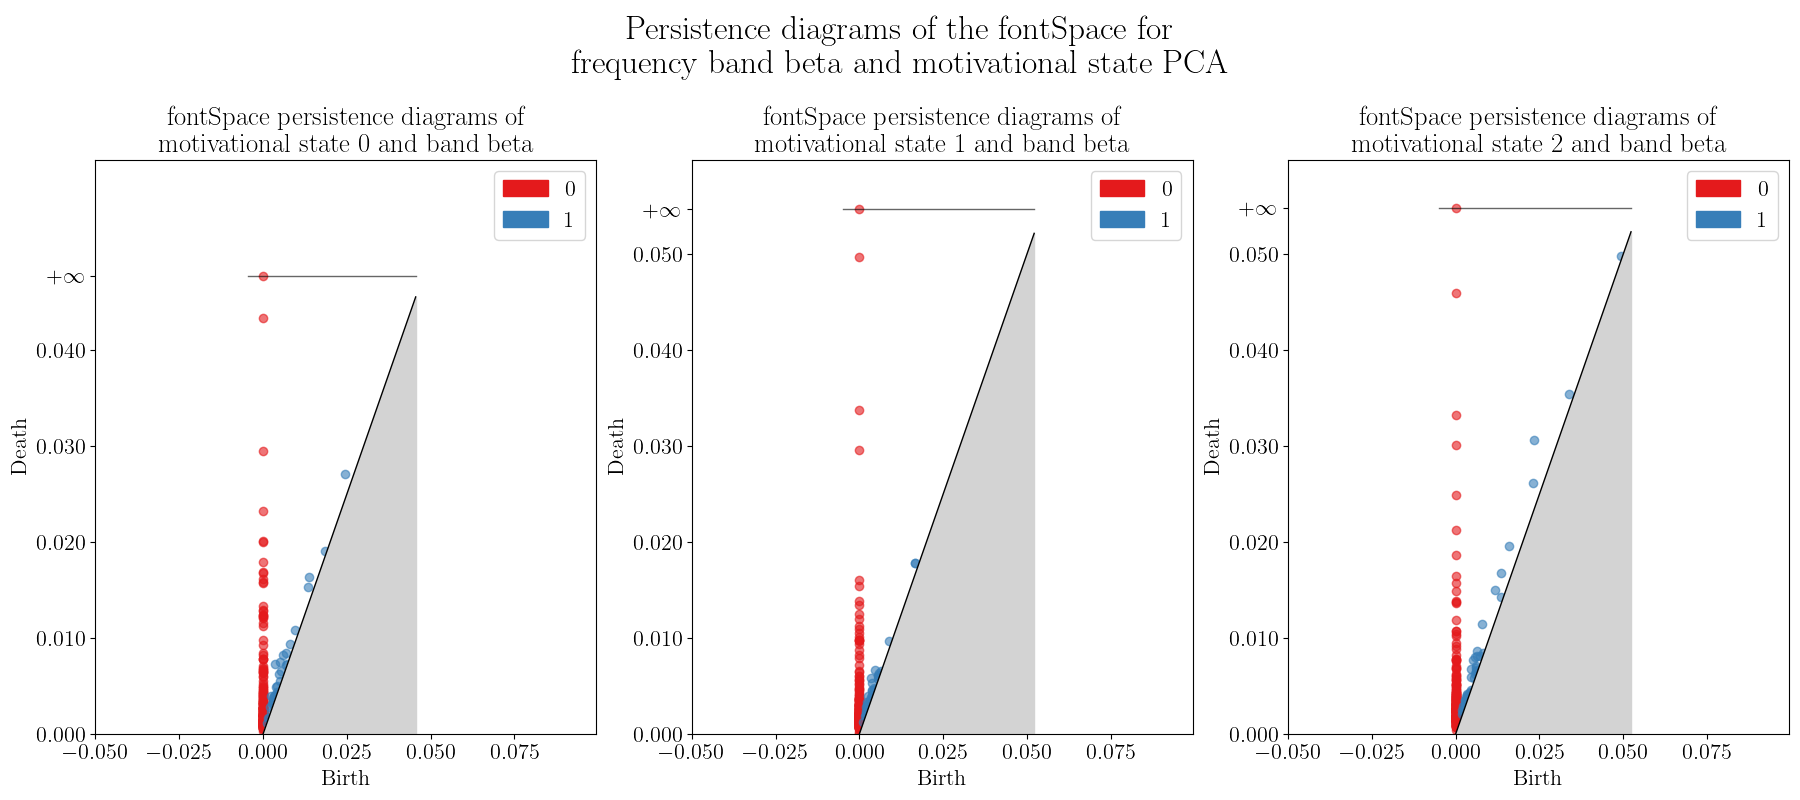 Persistence diagrams of the fontSpace for
frequency band beta and motivational state PCA
fontSpace persistence diagrams of
motivational state 0 and band beta
0
1
+∞
0.040
0.030
0.020
0.010
0.000
Death
−0.050 −0.025 0.000 0.025 0.050 0.075
Birth
fontSpace persistence diagrams of
motivational state 1 and band beta
0
1
+∞
0.050
0.040
0.030
0.020
0.010
0.000
Death
−0.050 −0.025 0.000 0.025 0.050 0.075
Birth
fontSpace persistence diagrams of
motivational state 2 and band beta
0
1
+∞
0.050
0.040
0.030
0.020
0.010
0.000
Death
−0.050 −0.025 0.000 0.025 0.050 0.075
Birth